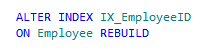 ALTER INDEX IX_EmployeeID
ON Employee REBUILD